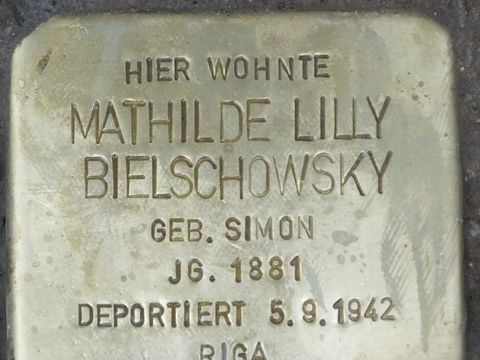 HIER WOHNTE
MATHILDE LILLY
BIELSCHOWSKY
GEB. SIMON
JG. 1881
DEPORTIERT 5.9.1942
RIGA